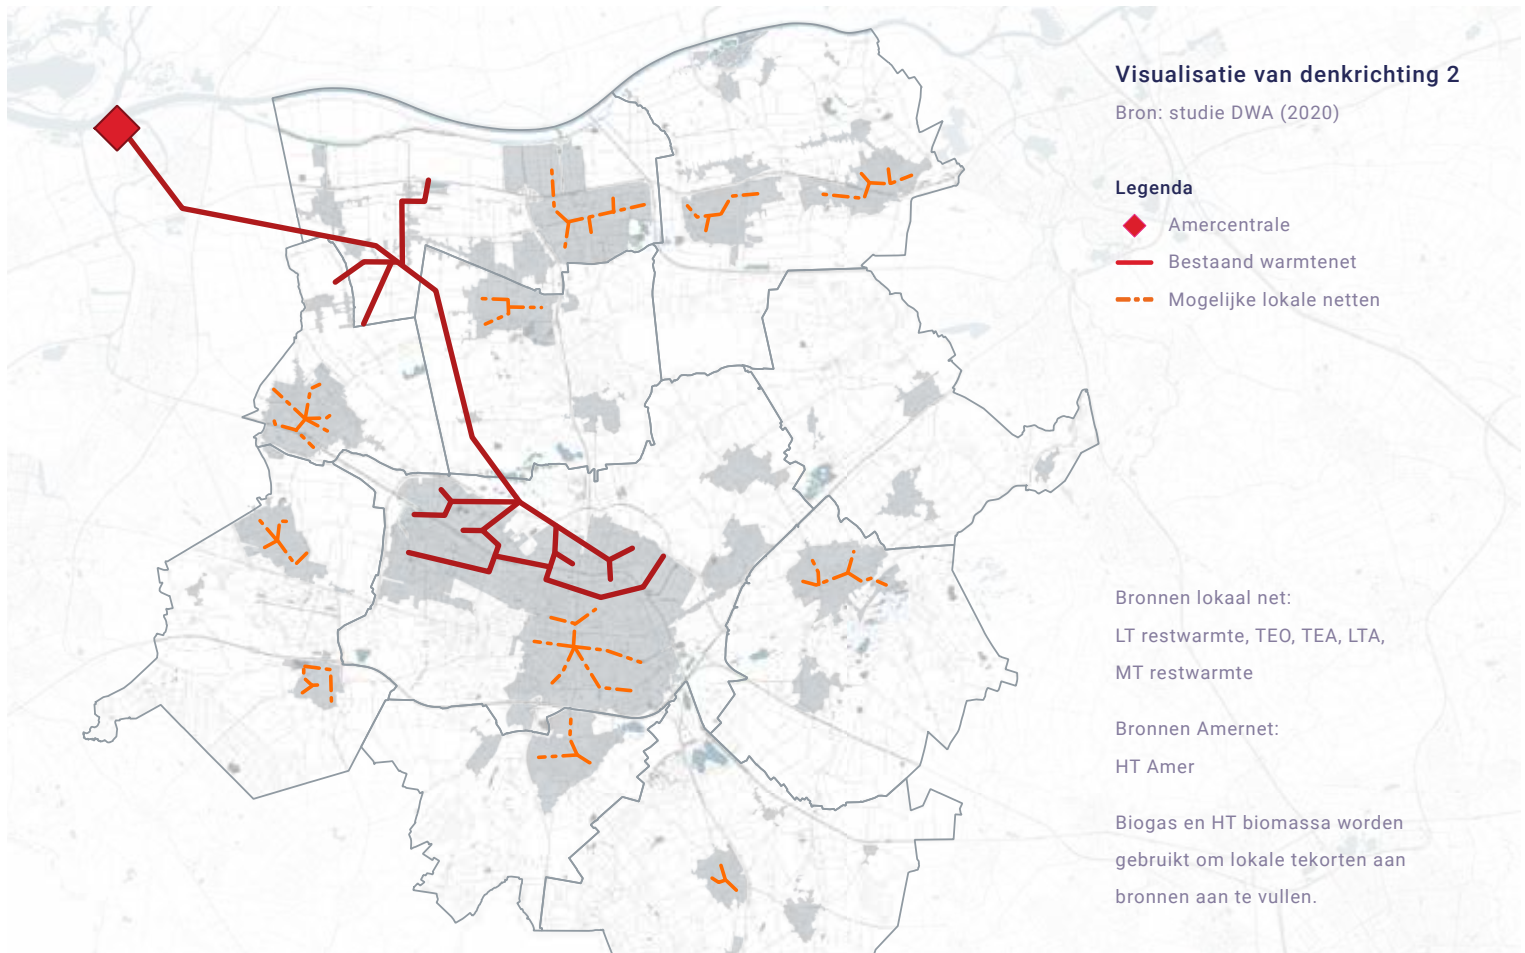 Visualisatie van denkrichting 2
Bron: studie DWA (2020)
Legenda
Amercentrale
Bestaand warmtenet
Mogelijke lokale netten
Bronnen lokaal net:
LT restwarmte, TEO, TEA, LTA,
MT restwarmte
Bronnen Amernet:
HT Amer
Biogas en HT biomassa worden
gebruikt om lokale tekorten aan
bronnen aan te vullen.